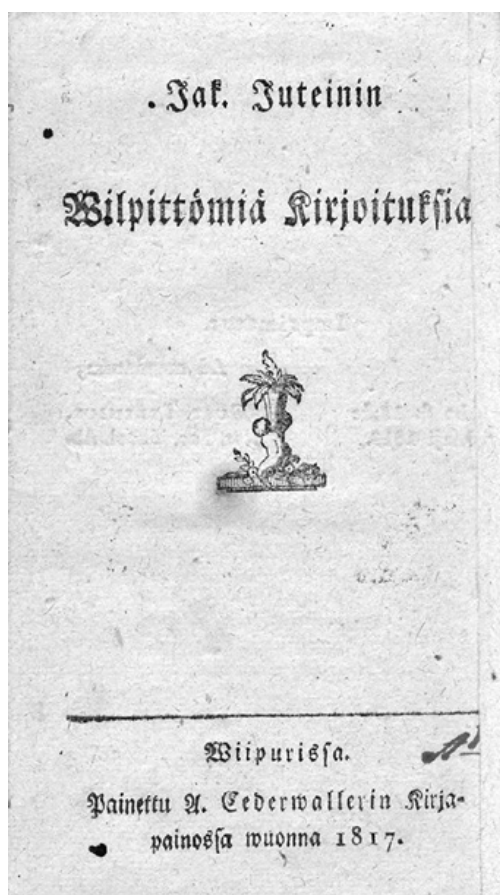 Jak. Juteinin
Wilpittömiä Kirjoituksia
Wiipurissa.
Painettu A. Cederwallerin Kirja-
painossa wuonna 1817.